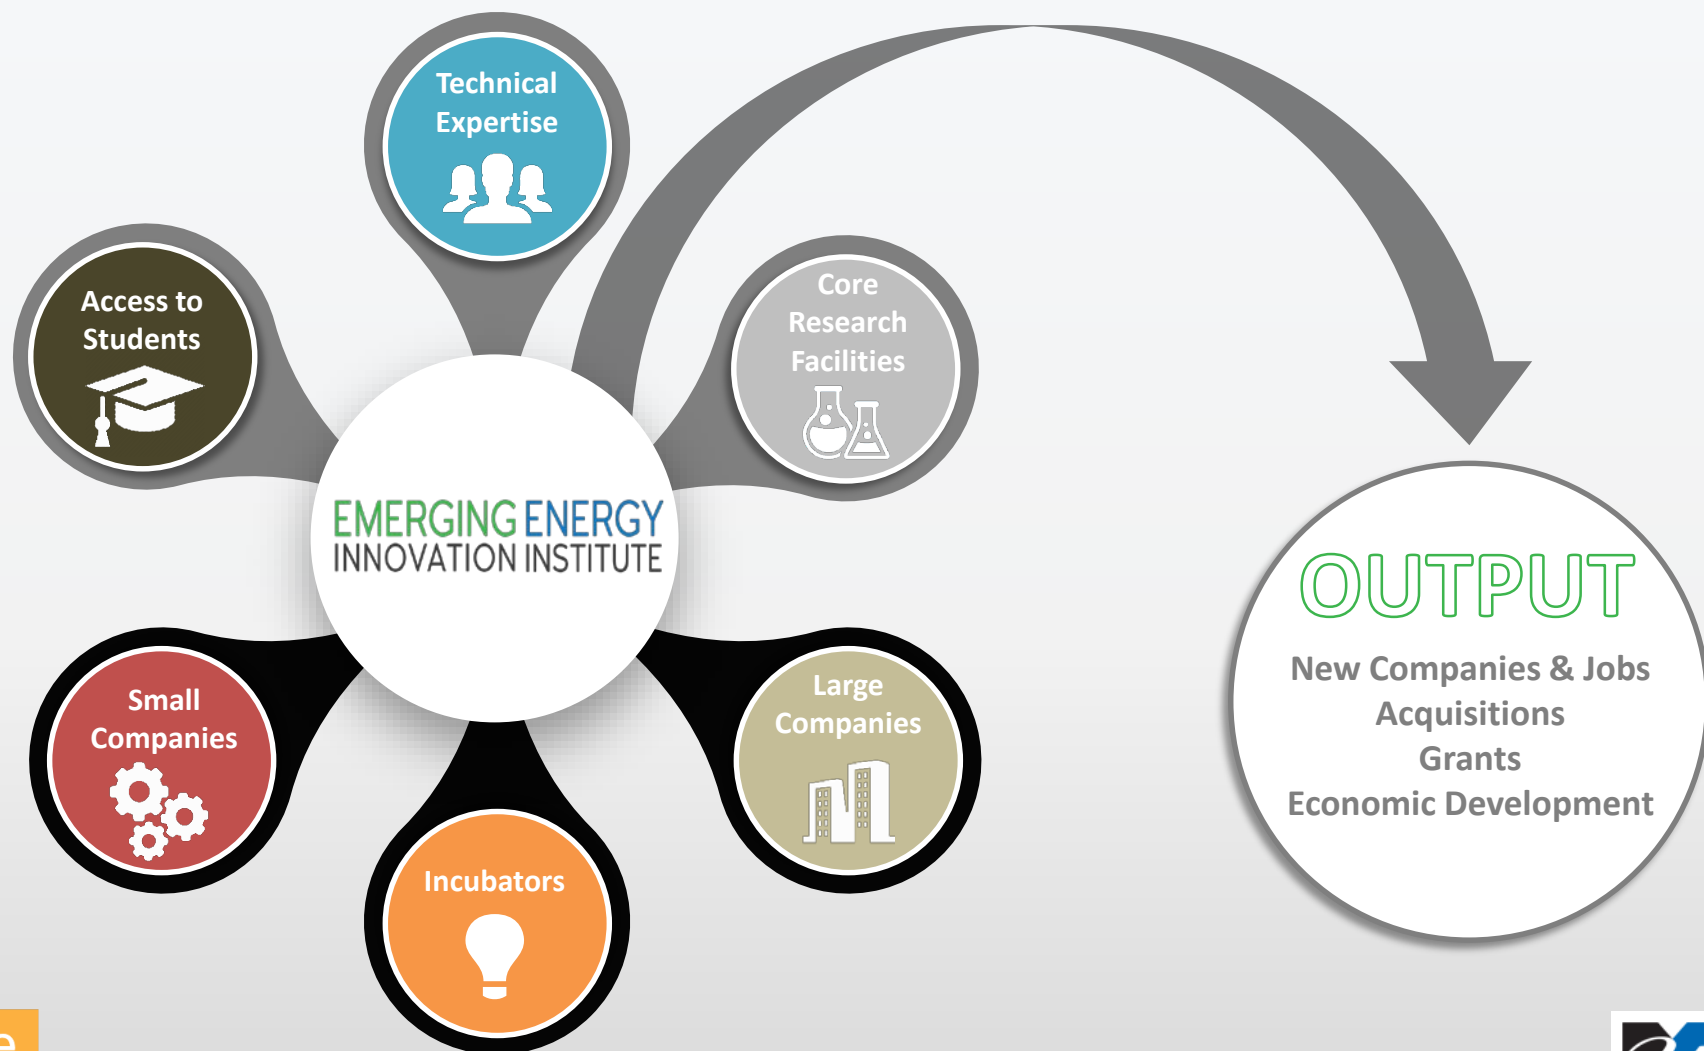 Technical
Expertise
Access to
Students
Core
Research
Facilities
EMERGING ENERGY
INNOVATION INSTITUTE
Small
Companies
Large
Companies
Incubators
OUTPUT
New Companies & Jobs
Acquisitions
Grants
Economic Development